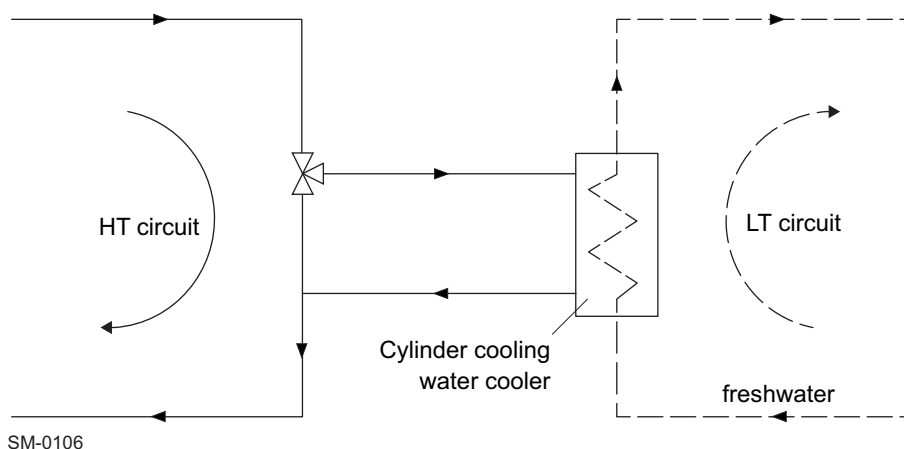 HT circuit
LT circuit
Cylinder cooling
water cooler
freshwater
SM-0106